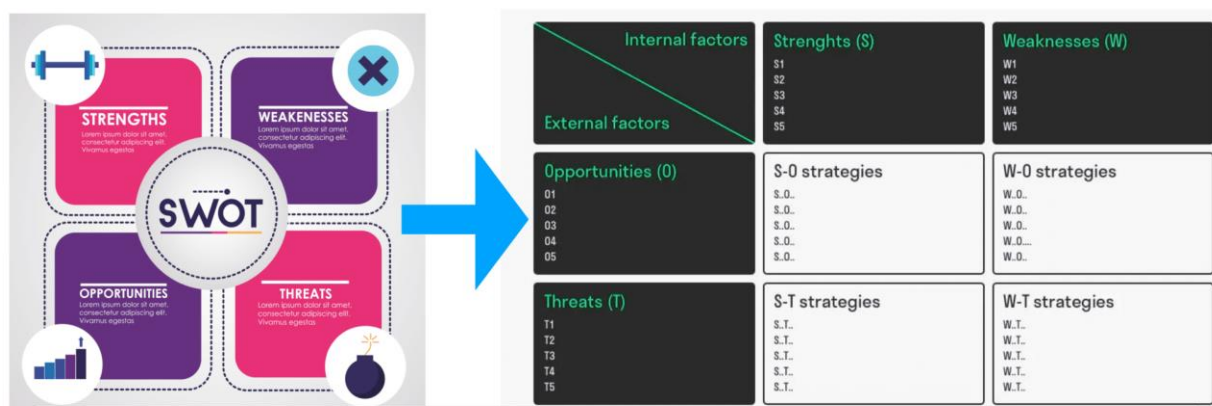 STRENGTHS
Lorem ipsum dolor sit amet,
consectetur adipiscing elit.
Vivamus egestas
WEAKENESSES
Lorem ipsum dolor sit amet,
consectetur adipiscing elit.
Vivamus egestas
SWOT
OPPORTUNITIES
Lorem ipsum dolor sit amet,
consectetur adipiscing elit.
Vivamus egestas
THREATS
Lorem ipsum dolor sit amet,
consectetur adipiscing elit.
Vivamus egestas
Internal factors
External factors
Strenghts (S)
S1
S2
S3
S4
S5
Weaknesses (W)
W1
W2
W3
W4
W5
Opportunities (O)
O1
O2
O3
O4
O5
S-O strategies
S..O..
S..O..
S..O..
S..O..
S..O..
W-O strategies
W..O..
W..O..
W..O..
W..O....
W..O..
Threats (T)
T1
T2
T3
T4
T5
S-T strategies
S..T..
S..T..
S..T..
S..T..
S..T..
W-T strategies
W..T..
W..T..
W..T..
W..T..
W..T..